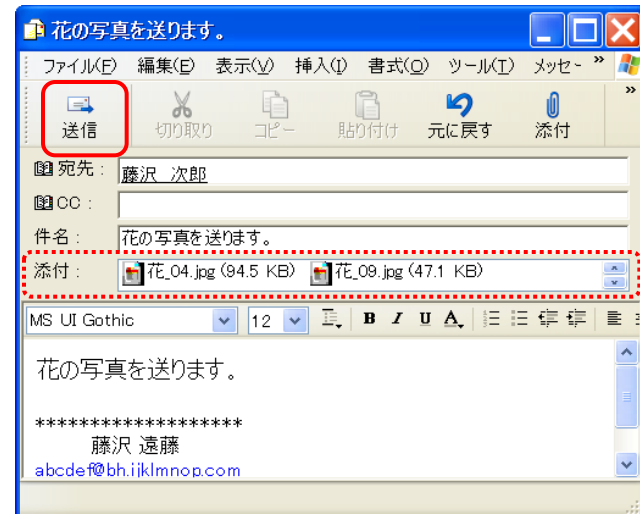 花の写真を送ります。
ファイル(F) 編集(E) 表示(V) 挿入(I) 書式(O) ツール(T) メッセー »
送信 切り取り コピー 貼り付け 元に戻す 添付 »
宛先: 藤沢 次郎
CC:
件名: 花の写真を送ります。
添付: 花_04.jpg (94.5 KB) 花_09.jpg (47.1 KB)
MS UI Gothic 12 B I U A
花の写真を送ります。
*******************
藤沢 遠藤
abcdef@bh.ijklmnop.com